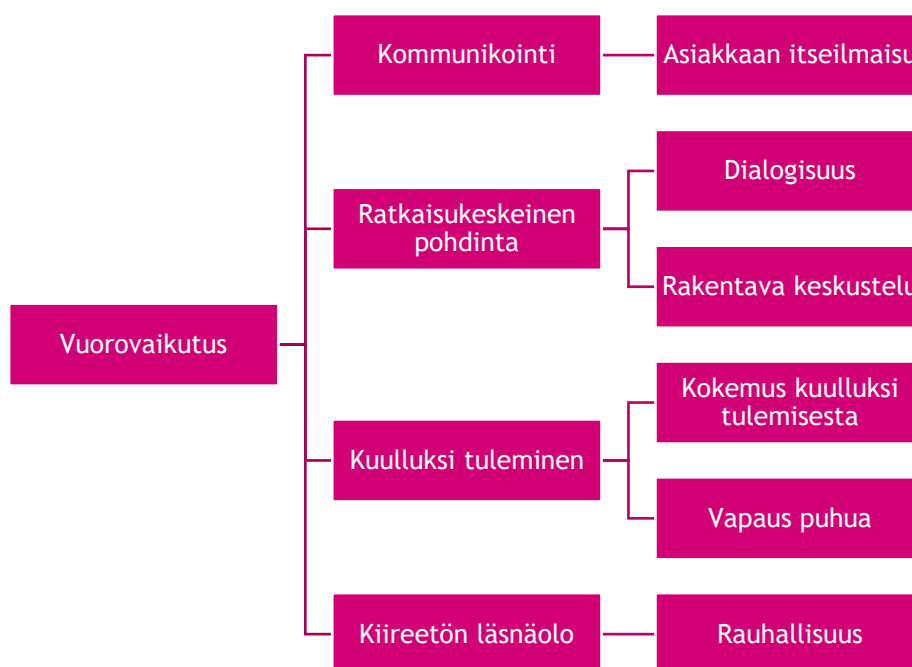 Kommunikointi
Asiakkaan itseilmaisu
Dialogisuus
Ratkaisukeskeinen
pohdinta
Rakentava keskustelu
Vuorovaikutus
Kokemus kuulluksi
tulemisesta
Kuulluksi tuleminen
Vapaus puhua
Kiireetön läsnäolo
Rauhallisuus